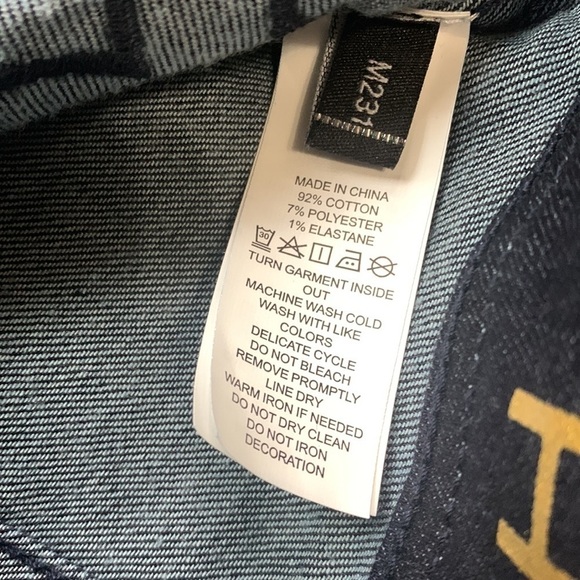 M231
MADE IN CHINA
92% COTTON
7% POLYESTER
1% ELASTANE
30
TURN GARMENT INSIDE
OUT
MACHINE WASH COLD
WASH WITH LIKE
COLORS
DELICATE CYCLE
DO NOT BLEACH
REMOVE PROMPTLY
LINE DRY
WARM IRON IF NEEDED
DO NOT DRY CLEAN
DO NOT IRON
DECORATION
H